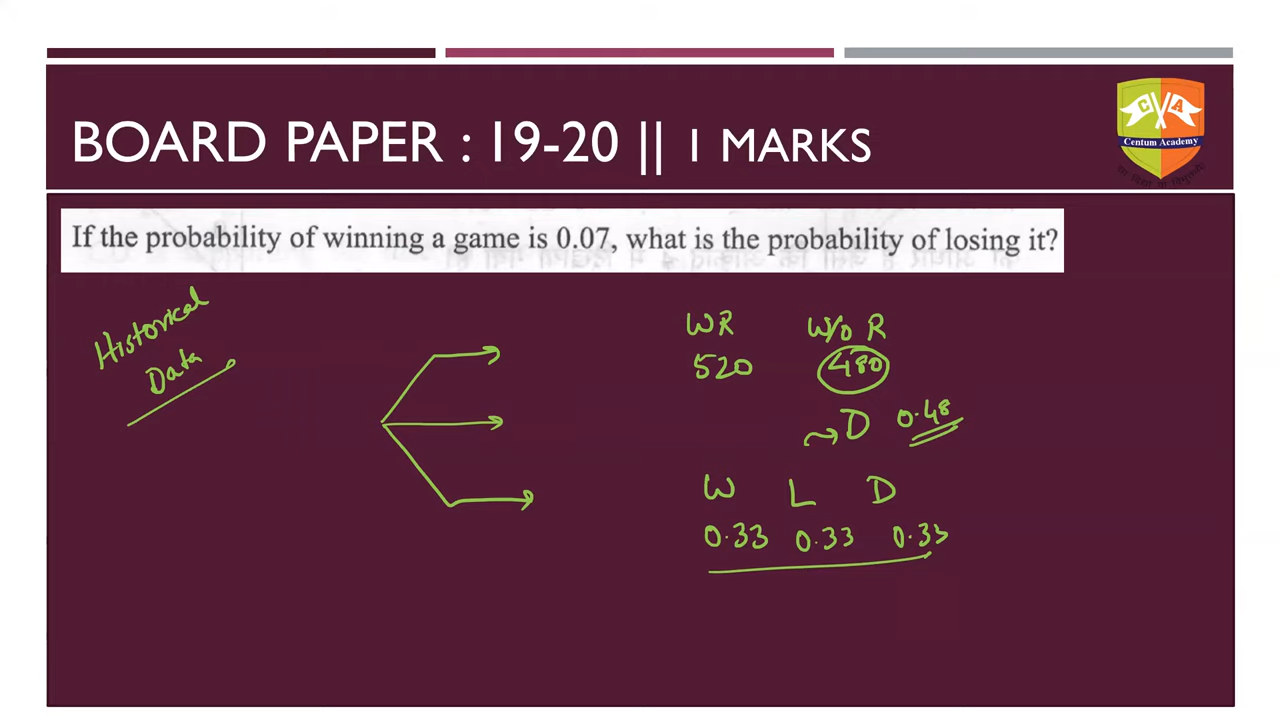 BOARD PAPER : 19-20 || 1 MARKS
C A
Centum Academy
If the probability of winning a game is 0.07, what is the probability of losing it?
Historical
Data
WR W/o R
520 480
D 0.48
W L D
0.33 0.33 0.33